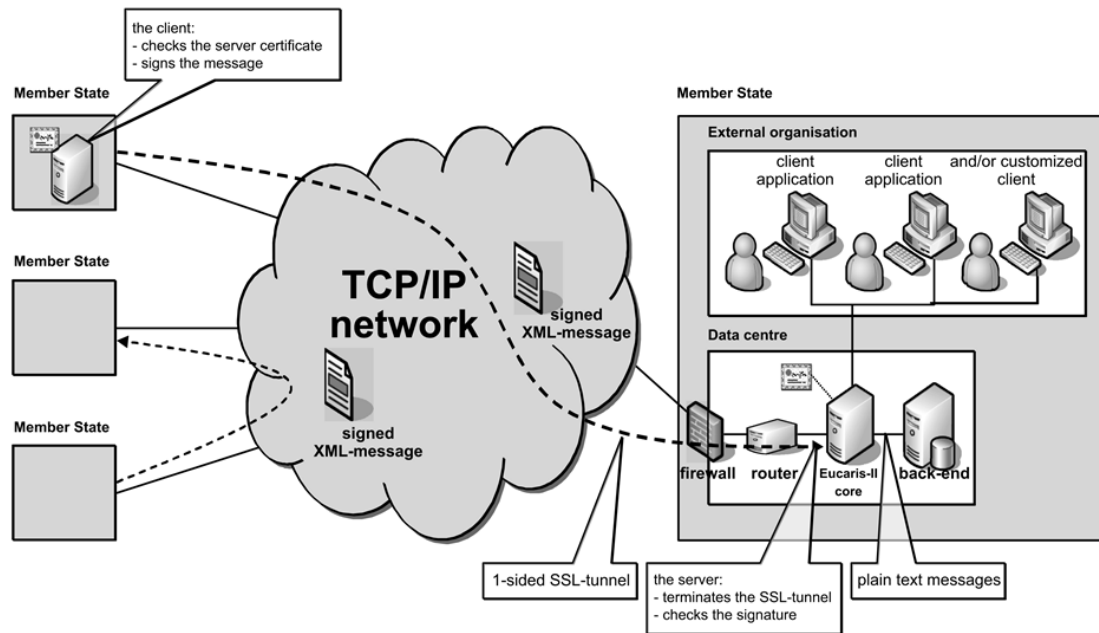 the client:
- checks the server certificate
- signs the message
Member State
Member State
External organisation
client
application
client
application
and/or customized
client
Member State
TCP/IP
network
signed
XML-message
signed
XML-message
Data centre
Member State
firewall
router
Eucaris-II
core
back-end
1-sided SSL-tunnel
the server:
- terminates the SSL-tunnel
- checks the signature
plain text messages